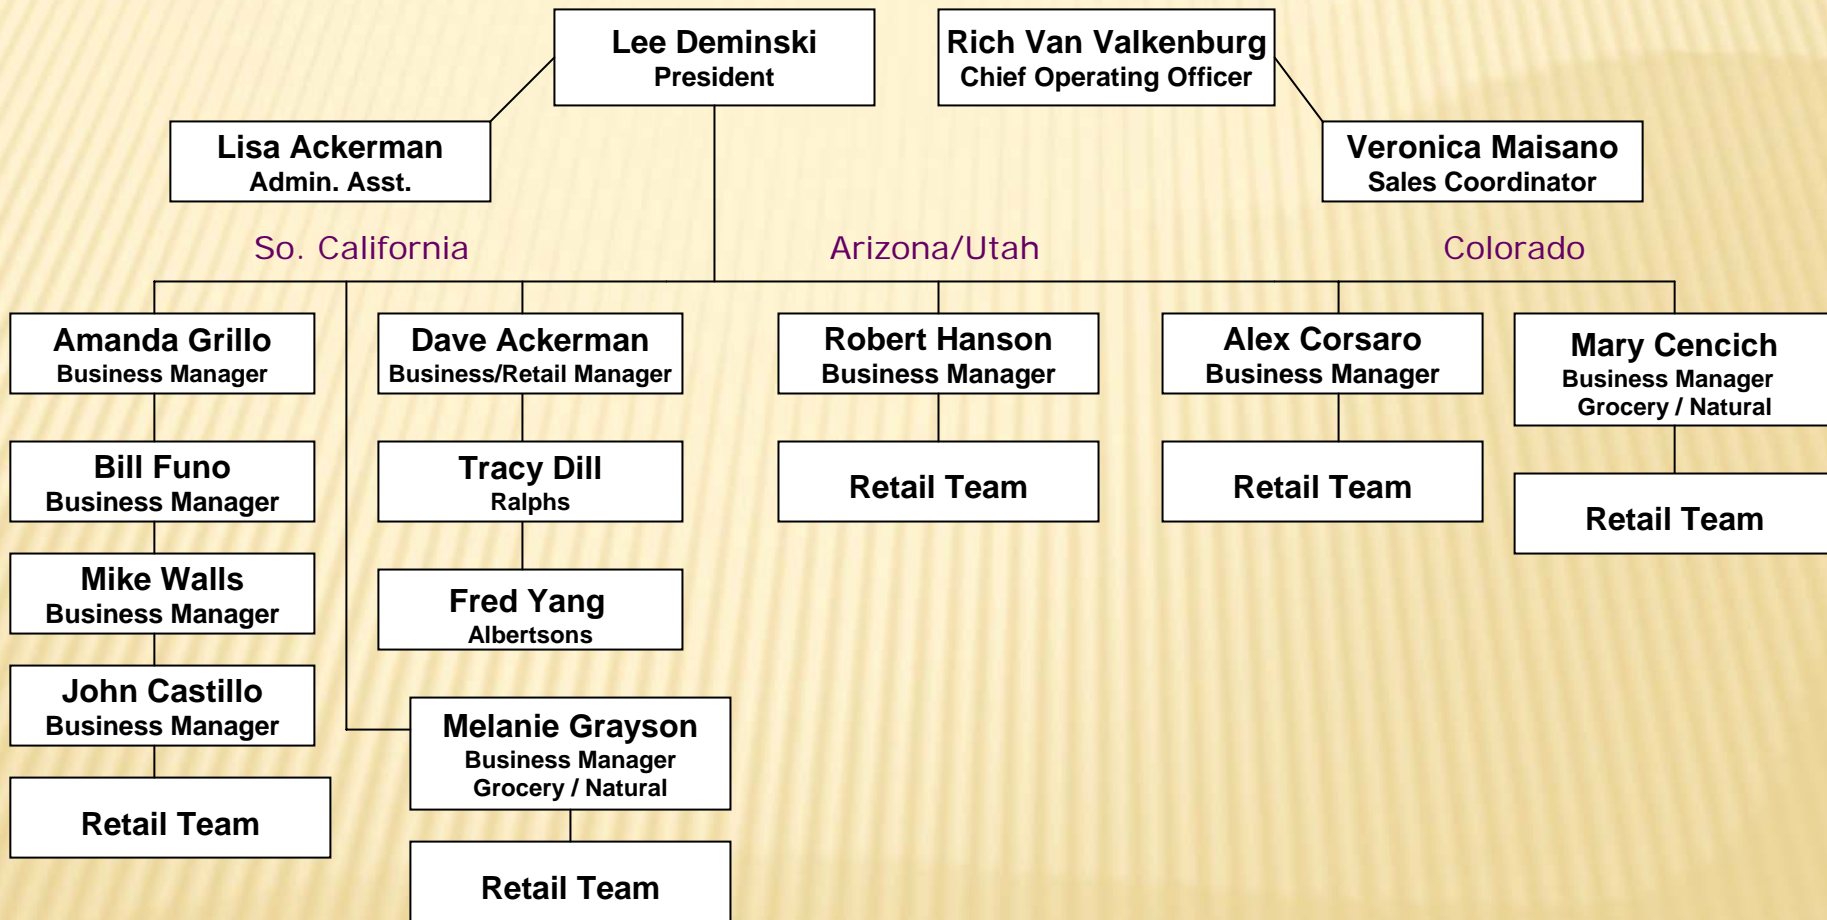 Lee Deminski
President
Rich Van Valkenburg
Chief Operating Officer
Lisa Ackerman
Admin. Asst.
Veronica Maisano
Sales Coordinator
So. California
Arizona/Utah
Colorado
Amanda Grillo
Business Manager
Bill Funo
Business Manager
Mike Walls
Business Manager
John Castillo
Business Manager
Retail Team
Dave Ackerman
Business/Retail Manager
Tracy Dill
Ralphs
Fred Yang
Albertsons
Melanie Grayson
Business Manager
Grocery / Natural
Retail Team
Robert Hanson
Business Manager
Retail Team
Alex Corsaro
Business Manager
Retail Team
Mary Cencich
Business Manager
Grocery / Natural
Retail Team